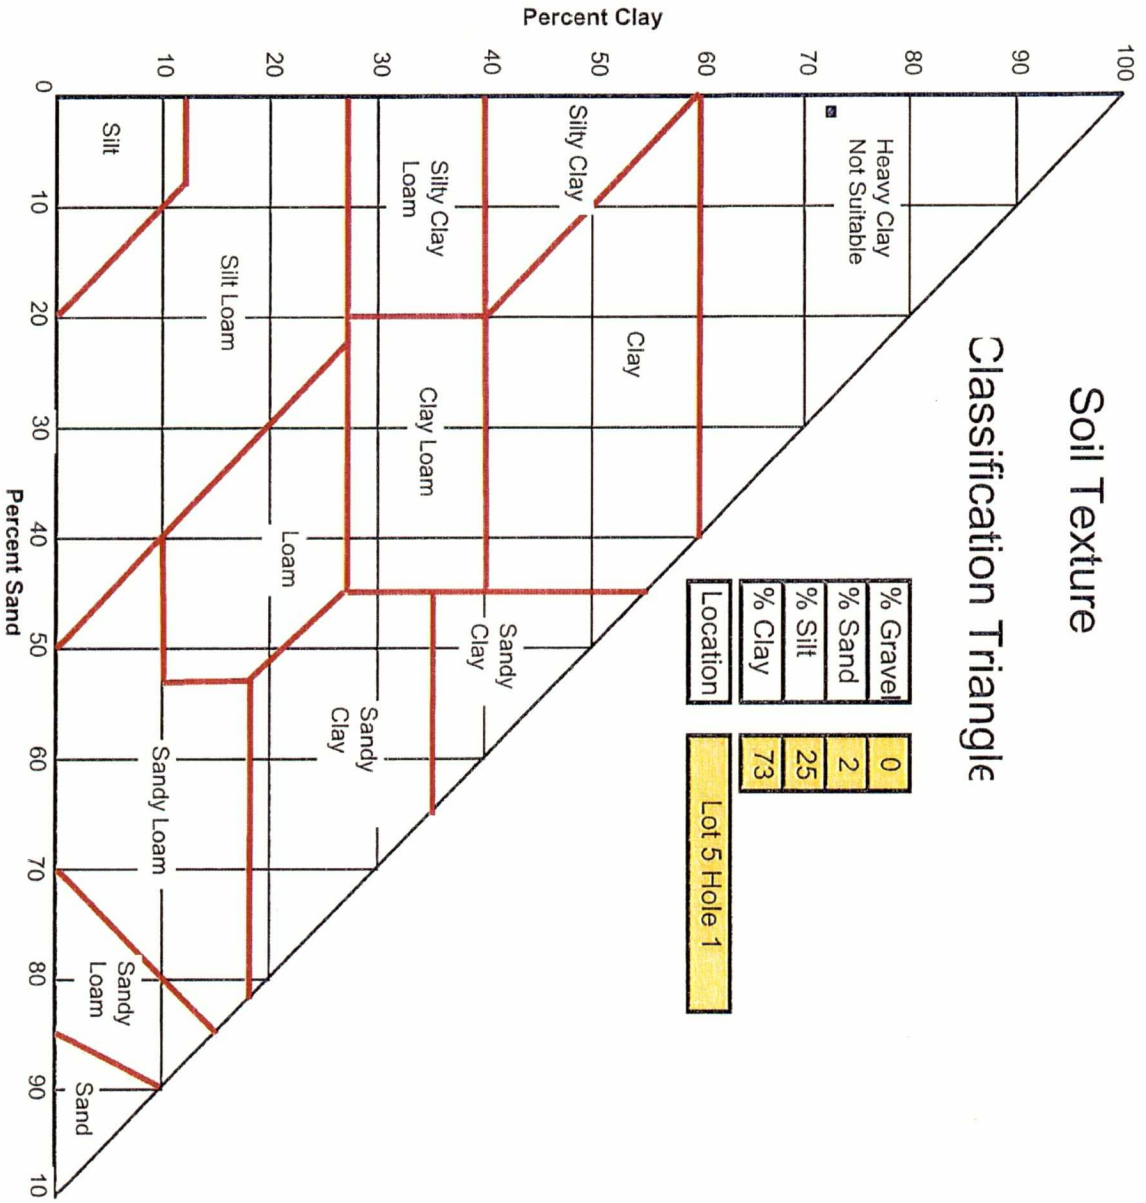 Soil Texture
Classification Triangle
% Gravel 0
% Sand 2
% Silt 25
% Clay 73
Location Lot 5 Hole 1
Percent Clay
100
90
80
70
60
50
40
30
20
10
0
Heavy Clay
Not Suitable
Silty Clay
Clay
Silty Clay
Loam
Clay Loam
Sandy
Clay
Silt
Silt Loam
Loam
Sandy
Clay
Sandy Loam
Sandy
Loam
Sand
10
20
30
40
50
60
70
80
90
10
Percent Sand